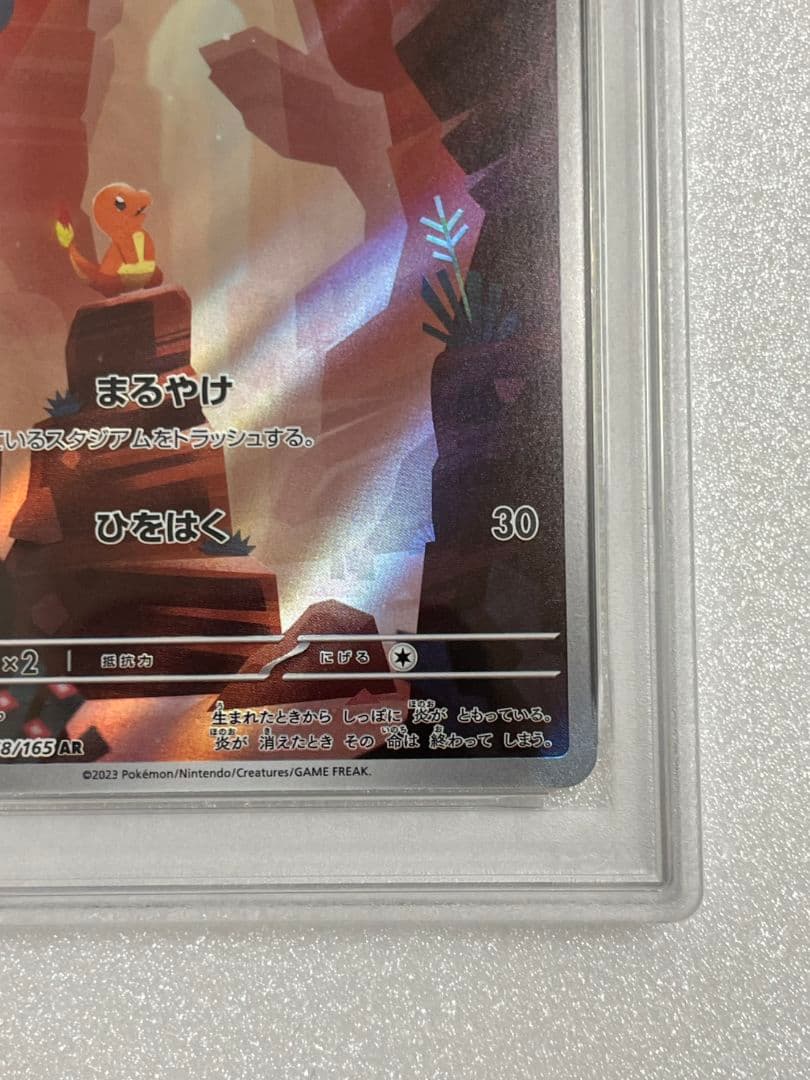 まるやけ
ているスタジアムをトラッシュする。
ひをはく 30
×2 抵抗力 にげる
生まれたときから しっぽに 炎が ともっている。
炎が 消えたとき その 命は 終わって しまう。
8/165 AR
©2023 Pokémon/Nintendo/Creatures/GAME FREAK.